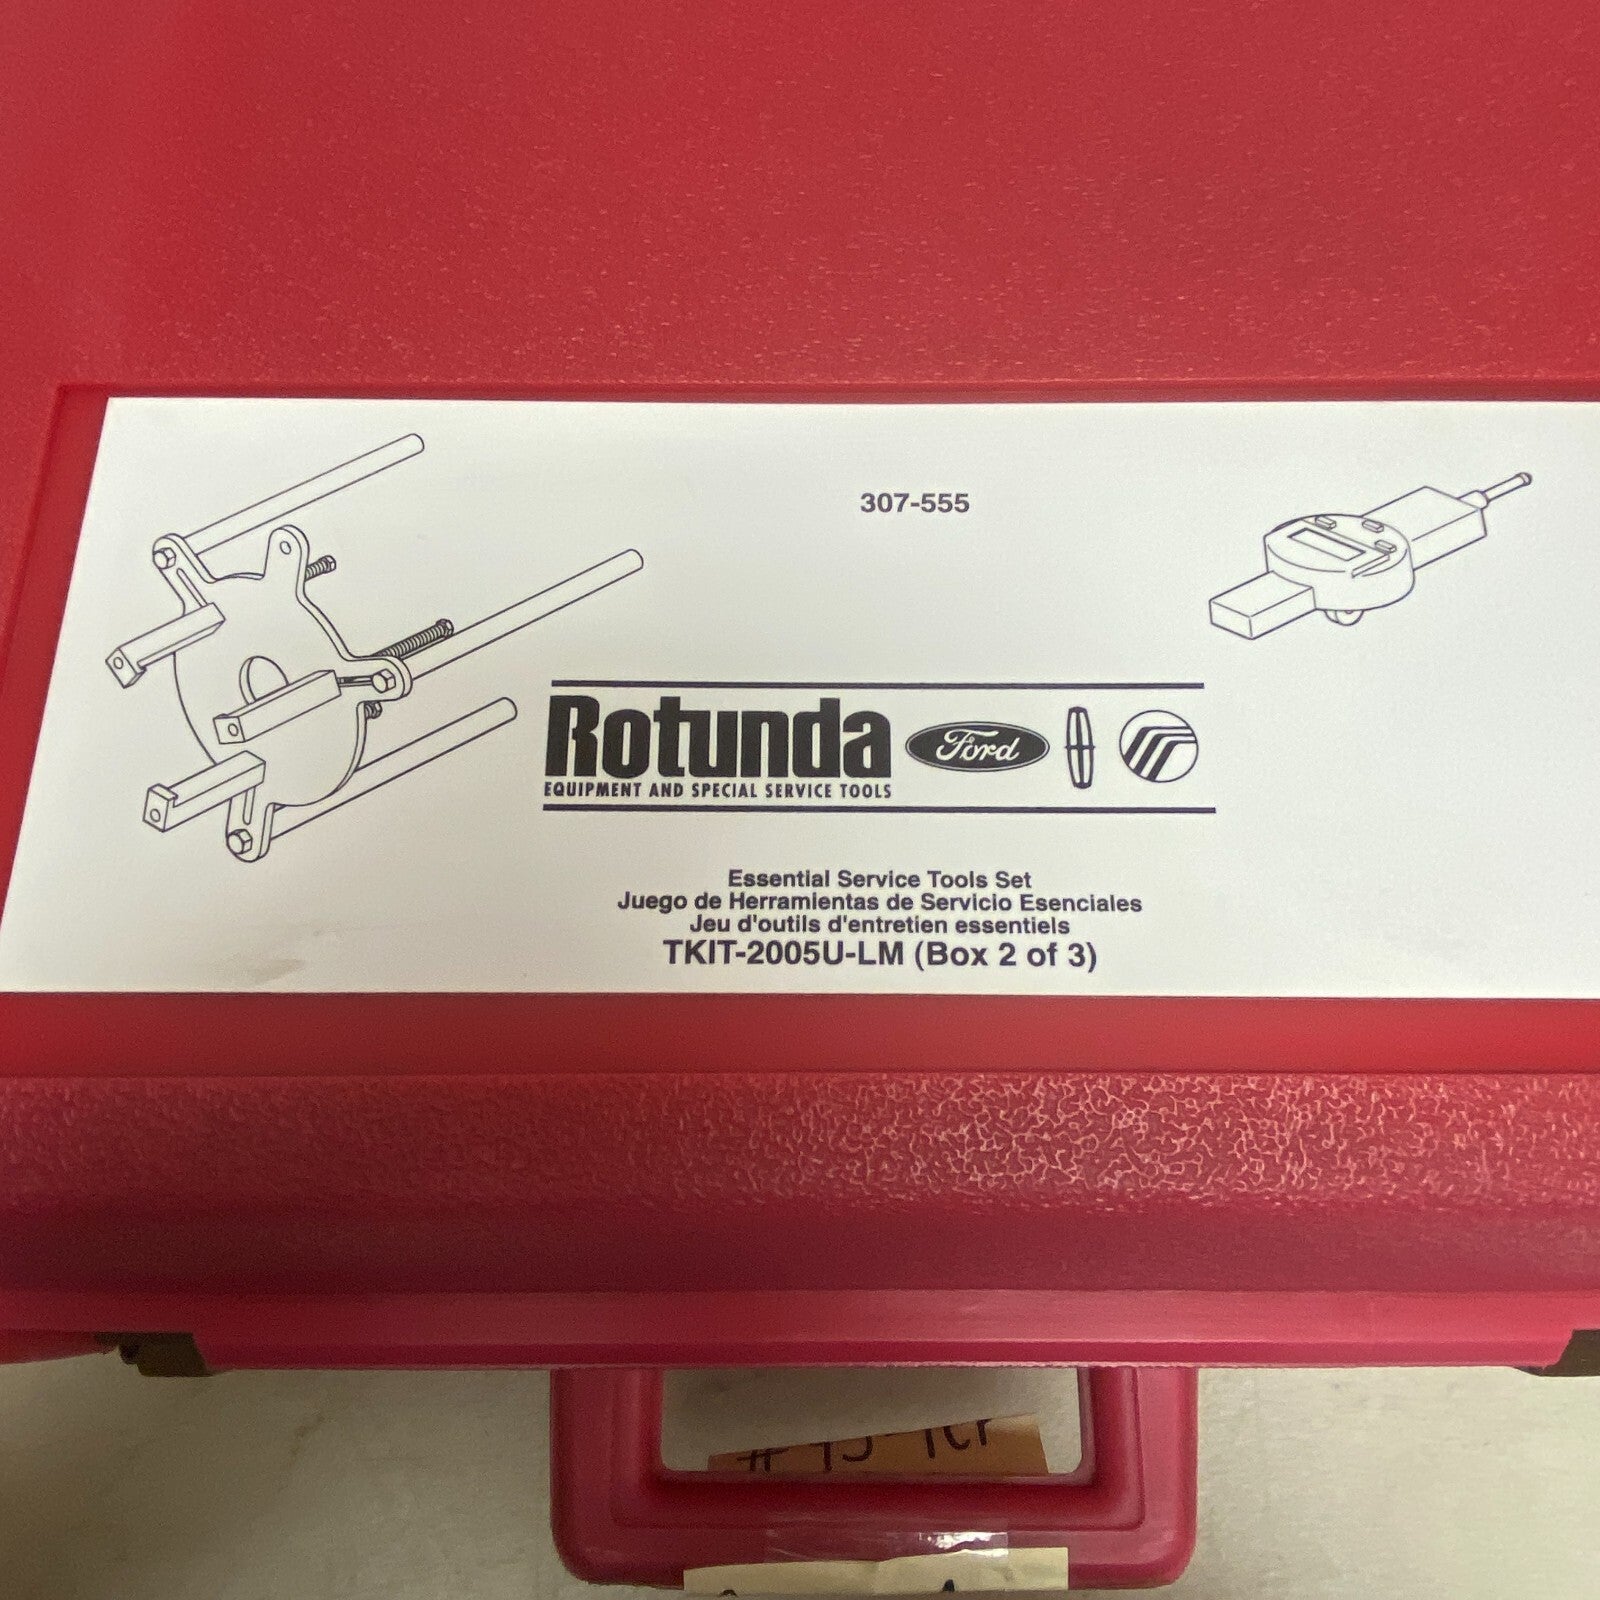 307-555
Rotunda
EQUIPMENT AND SPECIAL SERVICE TOOLS
Ford
Essential Service Tools Set
Juego de Herramientas de Servicio Esenciales
Jeu d'outils d'entretien essentiels
TKIT-2005U-LM (Box 2 of 3)